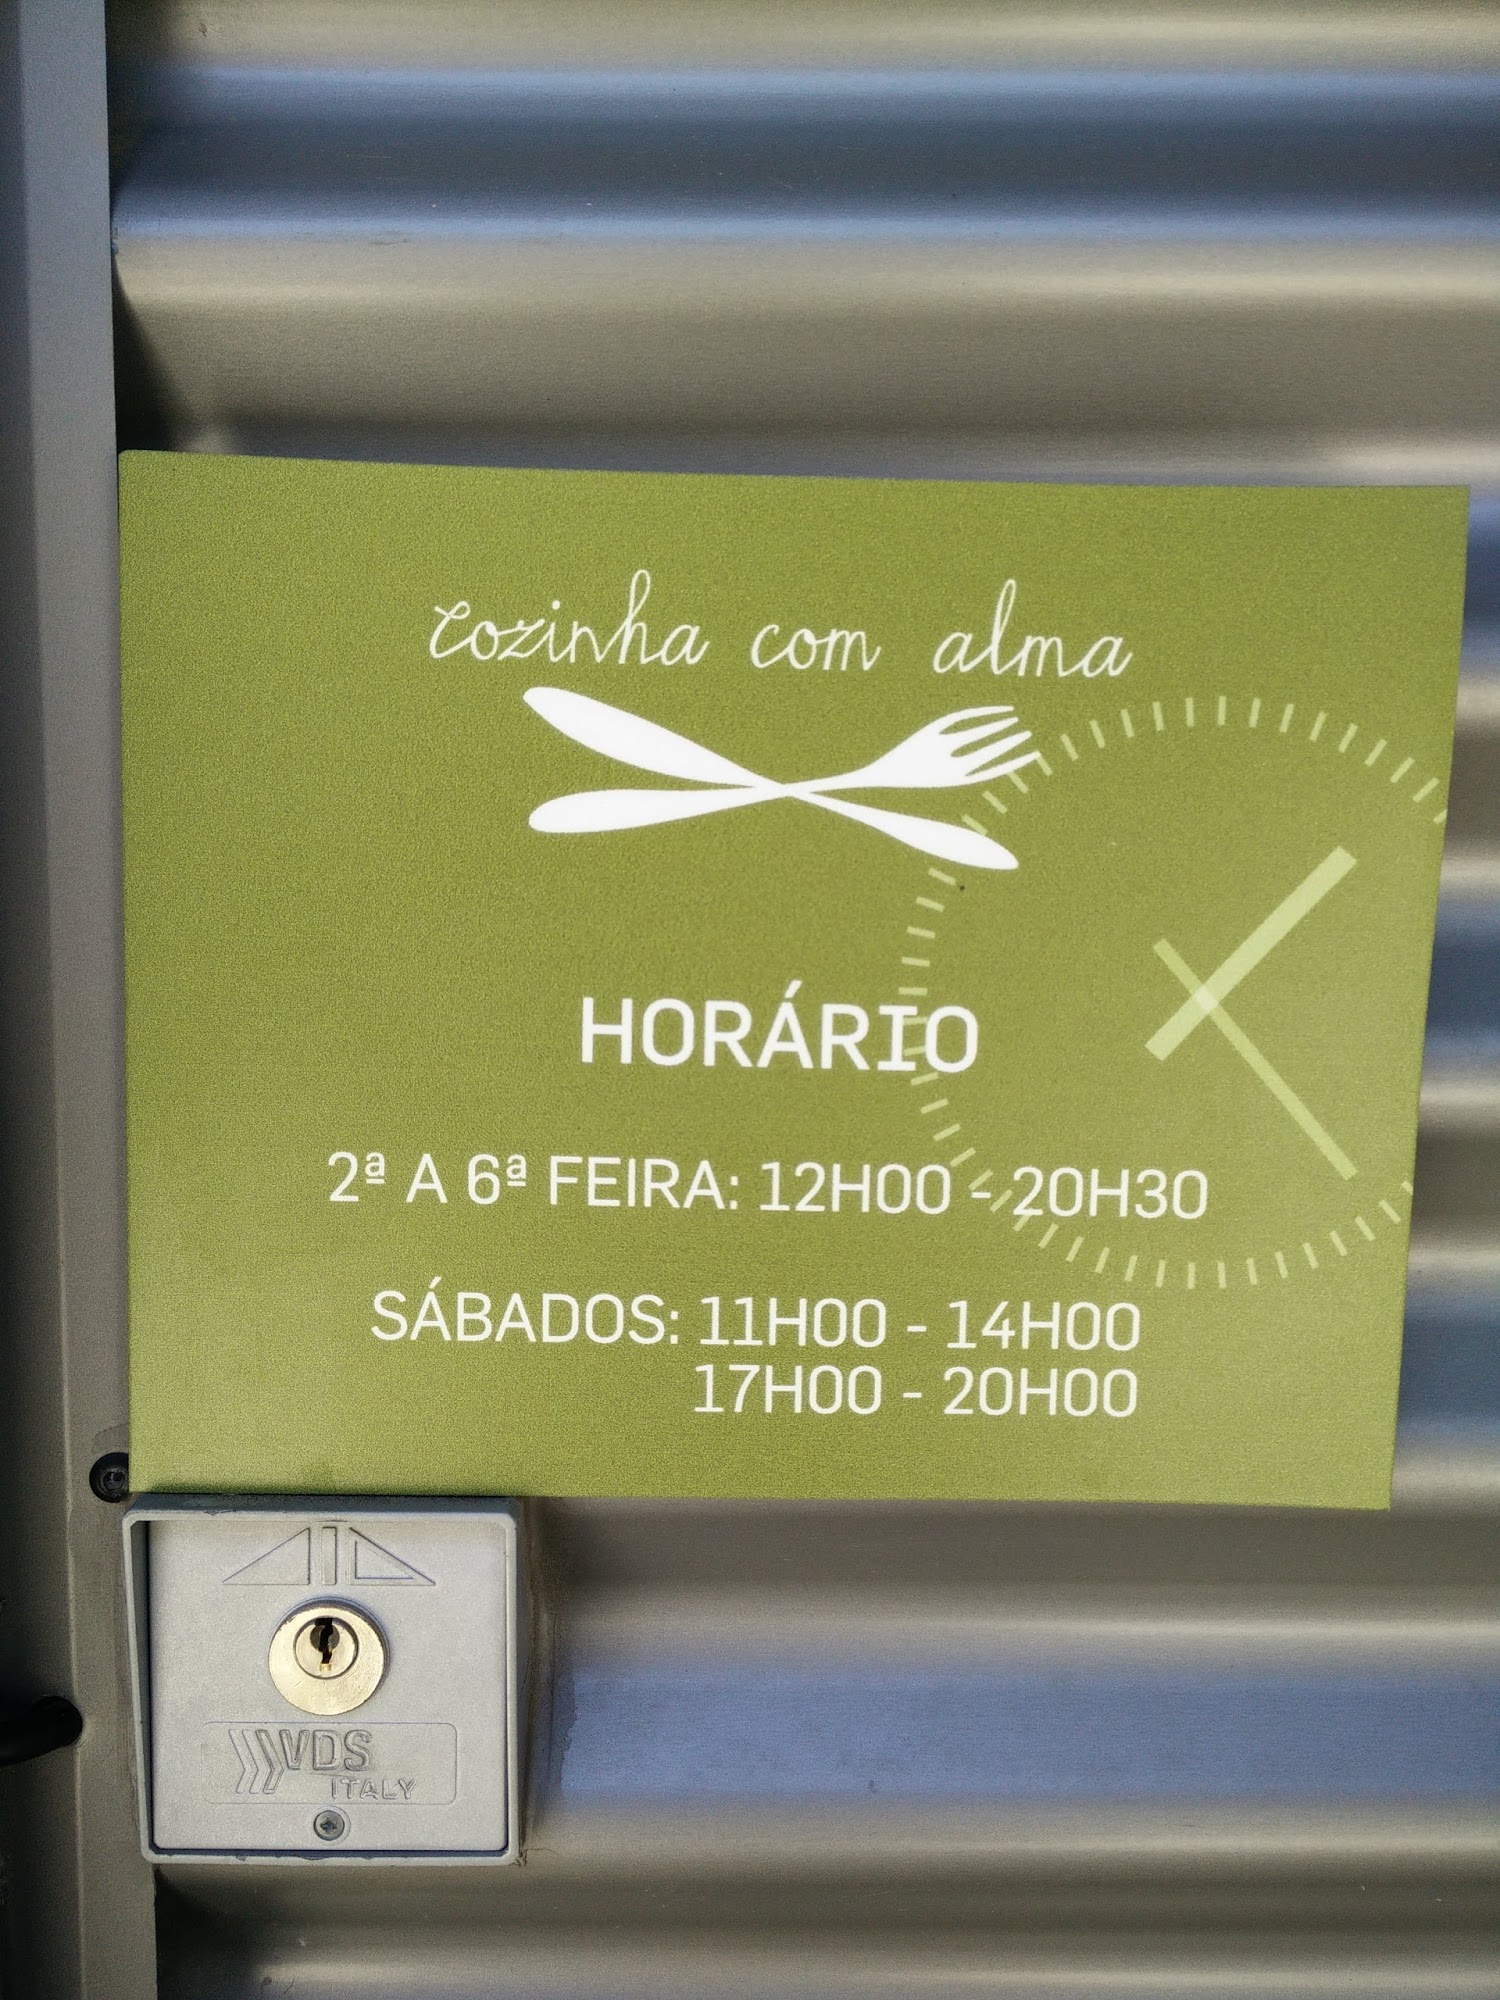 cozinha com alma
HORÁRIO
2ª A 6ª FEIRA: 12H00 - 20H30
SÁBADOS: 11H00 - 14H00
17H00 - 20H00
VDS
ITALY